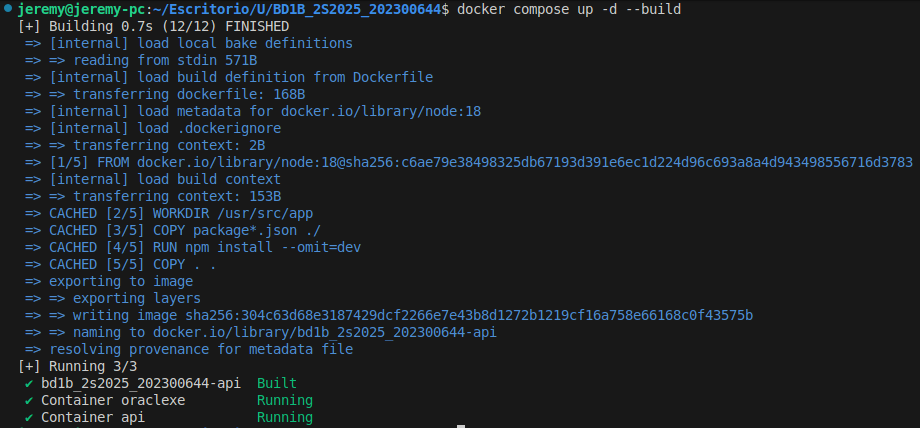 jeremy@jeremy-pc:~/Escritorio/U/BD1B_2S2025_202300644$ docker compose up -d --build
[+] Building 0.7s (12/12) FINISHED
=> [internal] load local bake definitions
=> => reading from stdin 571B
=> [internal] load build definition from Dockerfile
=> => transferring dockerfile: 168B
=> [internal] load metadata for docker.io/library/node:18
=> [internal] load .dockerignore
=> => transferring context: 2B
=> [1/5] FROM docker.io/library/node:18@sha256:c6ae79e38498325db67193d391e6ec1d224d96c693a8a4d943498556716d3783
=> [internal] load build context
=> => transferring context: 153B
=> CACHED [2/5] WORKDIR /usr/src/app
=> CACHED [3/5] COPY package*.json ./
=> CACHED [4/5] RUN npm install --omit=dev
=> CACHED [5/5] COPY . .
=> exporting to image
=> => exporting layers
=> => writing image sha256:304c63d68e3187429dcf2266e7e43b8d1272b1219cf16a758e66168c0f43575b
=> => naming to docker.io/library/bd1b_2s2025_202300644-api
=> resolving provenance for metadata file
[+] Running 3/3
✔ bd1b_2s2025_202300644-api Built
✔ Container oraclexe Running
✔ Container api Running